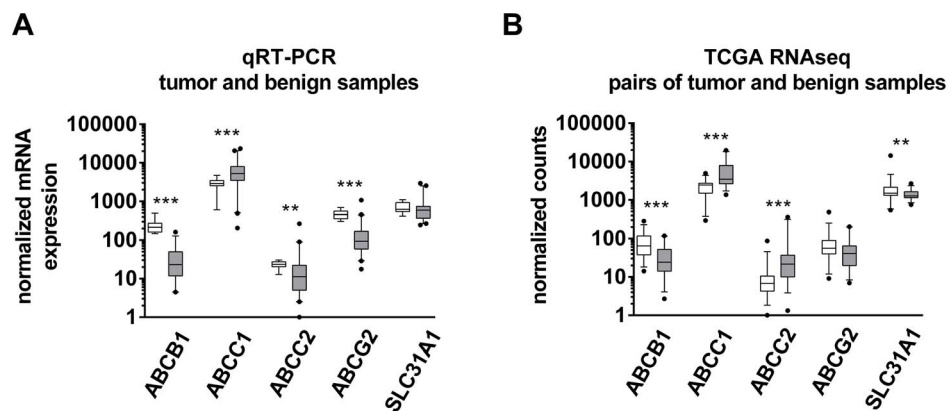 A
qRT-PCR
tumor and benign samples
normalized mRNA
expression
100000
10000
1000
100
10
1
***
***
**
***
ABCB1
ABCC1
ABCC2
ABCG2
SLC31A1
B
TCGA RNAseq
pairs of tumor and benign samples
normalized counts
100000
10000
1000
100
10
1
***
***
***
**
ABCB1
ABCC1
ABCC2
ABCG2
SLC31A1